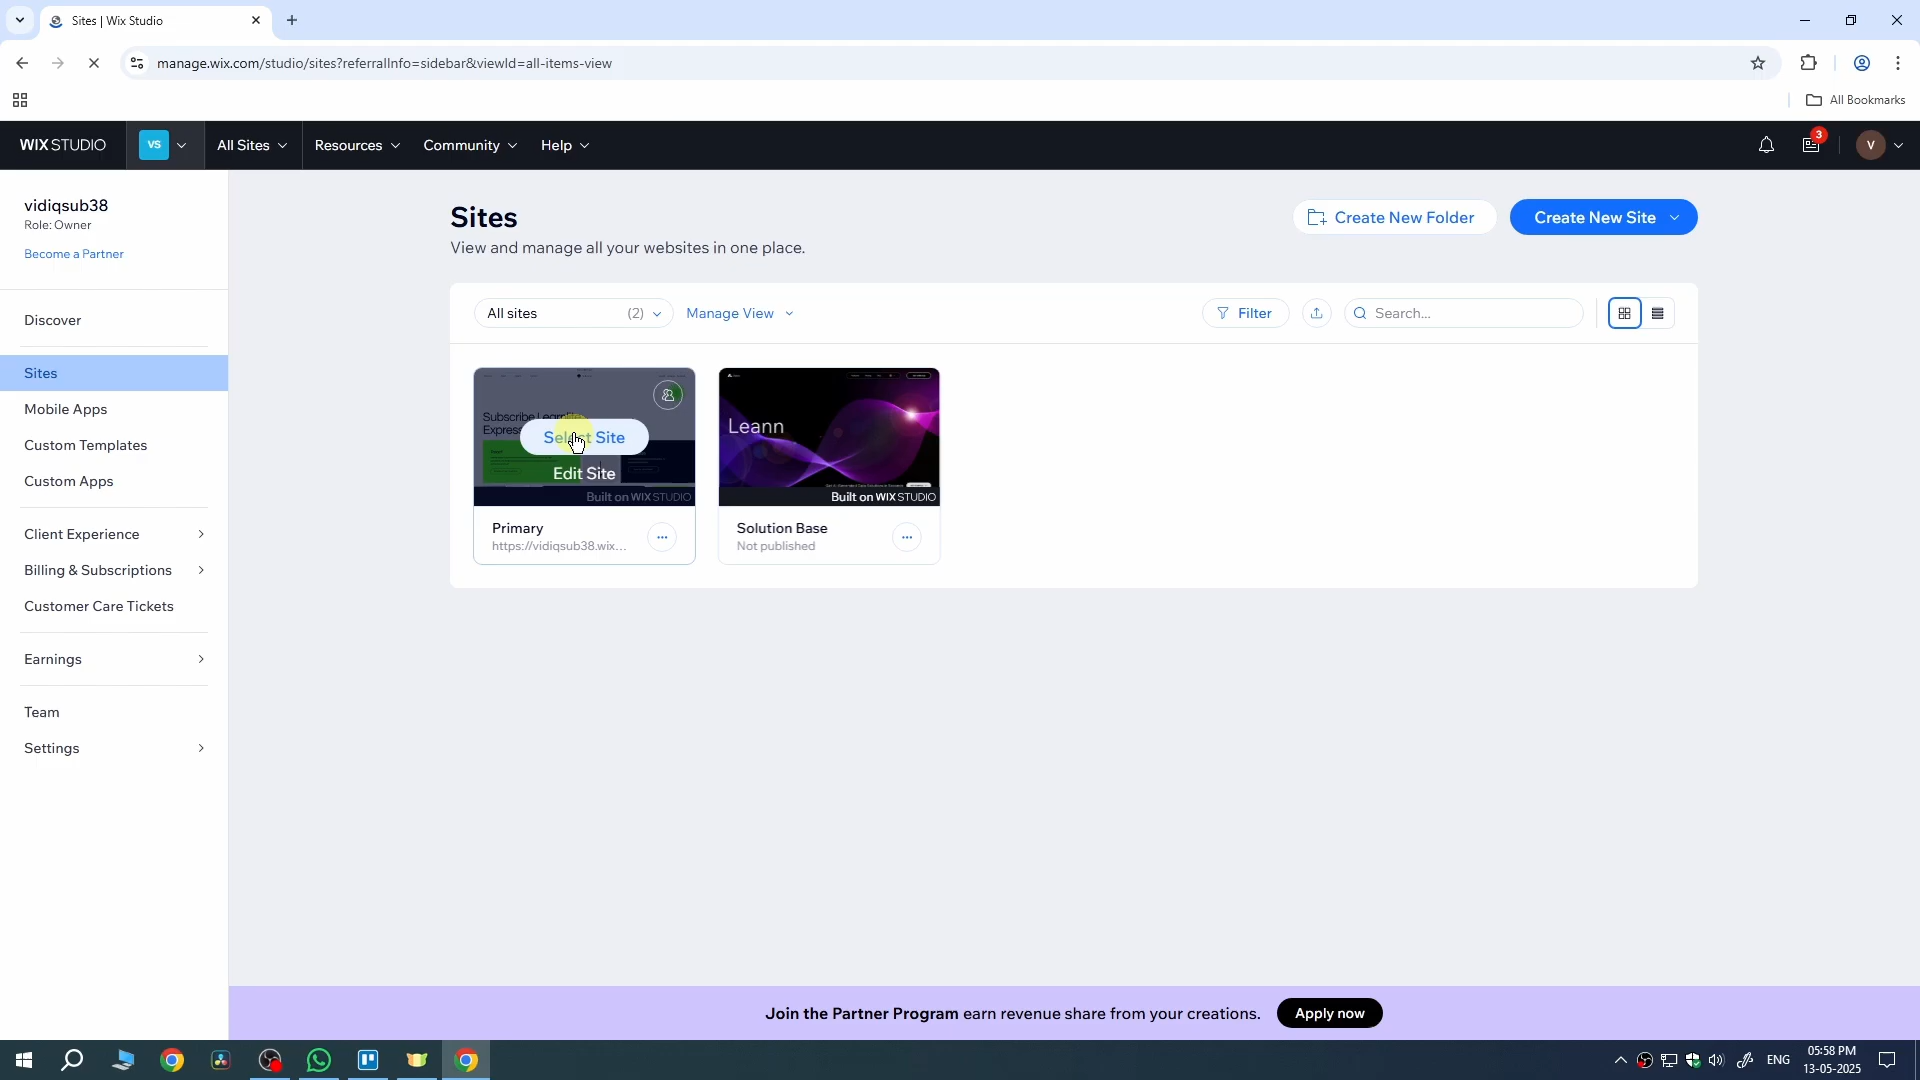 Sites | Wix Studio
manage.wix.com/studio/sites?referralInfo=sidebar&viewId=all-items-view
All Bookmarks
WIX STUDIO
VS
All Sites
Resources
Community
Help
3
V
vidiqsub38
Role: Owner
Become a Partner
Discover
Sites
Mobile Apps
Custom Templates
Custom Apps
Client Experience
Billing & Subscriptions
Customer Care Tickets
Earnings
Team
Settings
Sites
View and manage all your websites in one place.
Create New Folder
Create New Site
All sites (2)
Manage View
Filter
Search...
Select Site
Edit Site
Built on WIX STUDIO
Primary
https://vidiqsub38.wix...
Leann
Built on WIX STUDIO
Solution Base
Not published
Join the Partner Program earn revenue share from your creations.
Apply now
ENG
05:58 PM
13-05-2025